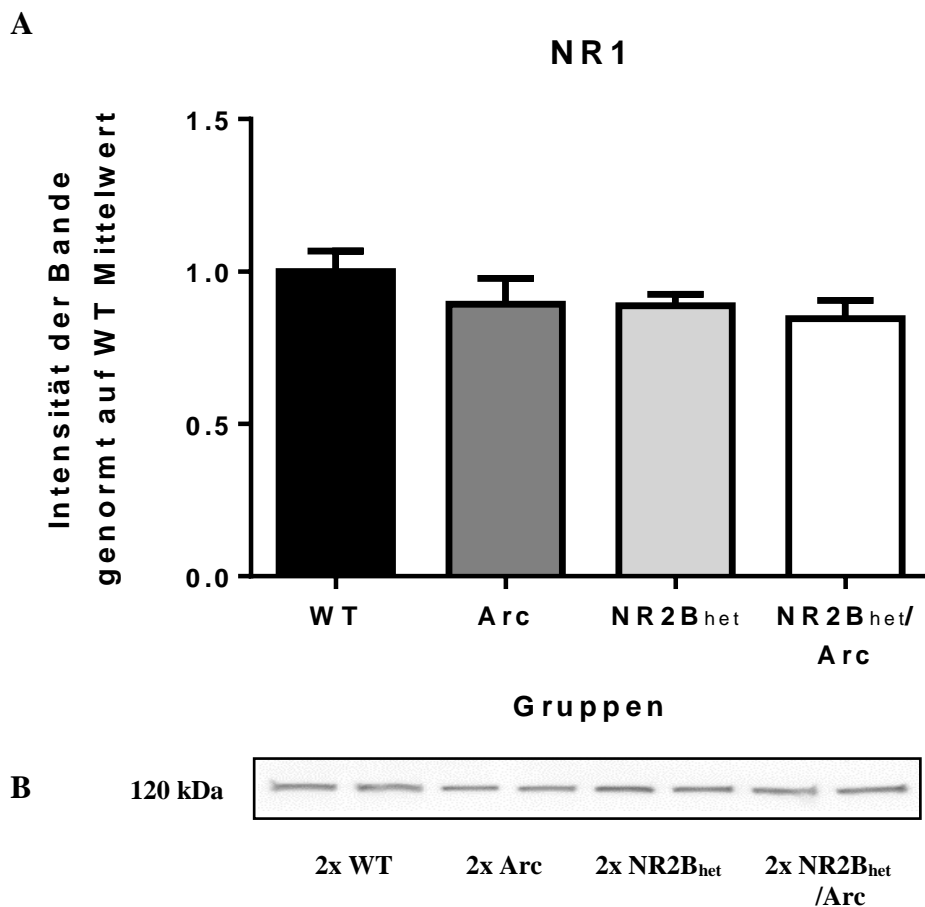 A
NR1
Intensität der Bande
genormt auf WT Mittelwert
1.5
1.0
0.5
0.0
WT
Arc
NR2Bhet
NR2Bhet/
Arc
Gruppen
B
120 kDa
2x WT
2x Arc
2x NR2Bhet
2x NR2Bhet
/Arc